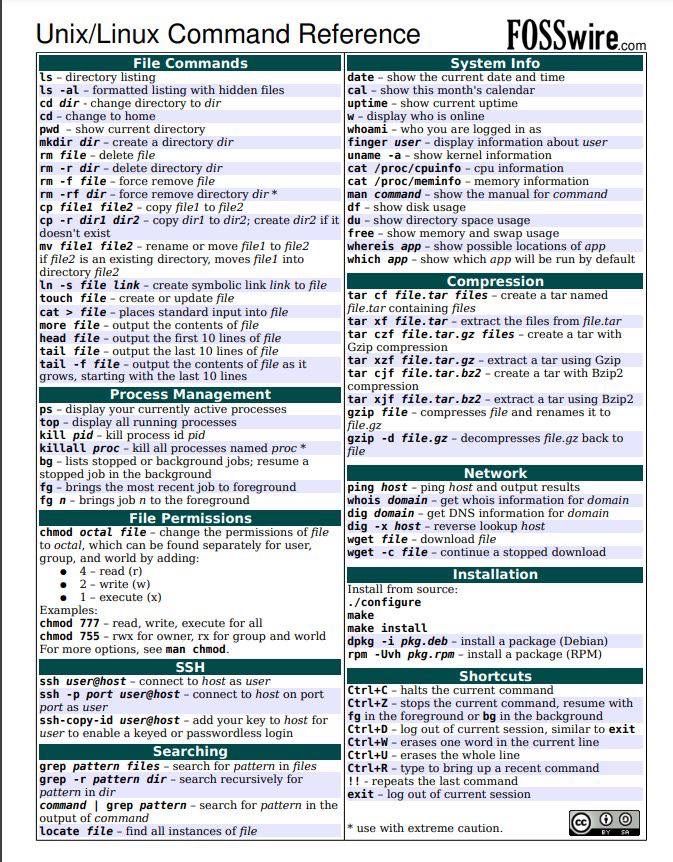 Unix/Linux Command Reference
FOSSwire.com
File Commands
ls – directory listing
ls -al – formatted listing with hidden files
cd dir - change directory to dir
cd – change to home
pwd – show current directory
mkdir dir – create a directory dir
rm file – delete file
rm -r dir – delete directory dir
rm -f file – force remove file
rm -rf dir – force remove directory dir *
cp file1 file2 – copy file1 to file2
cp -r dir1 dir2 – copy dir1 to dir2; create dir2 if it
doesn't exist
mv file1 file2 – rename or move file1 to file2
if file2 is an existing directory, moves file1 into
directory file2
ln -s file link – create symbolic link link to file
touch file – create or update file
cat > file – places standard input into file
more file – output the contents of file
head file – output the first 10 lines of file
tail file – output the last 10 lines of file
tail -f file – output the contents of file as it
grows, starting with the last 10 lines
Process Management
ps – display your currently active processes
top – display all running processes
kill pid – kill process id pid
killall proc – kill all processes named proc *
bg – lists stopped or background jobs; resume a
stopped job in the background
fg – brings the most recent job to foreground
fg n – brings job n to the foreground
File Permissions
chmod octal file – change the permissions of file
to octal, which can be found separately for user,
group, and world by adding:
● 4 – read (r)
● 2 – write (w)
● 1 – execute (x)
Examples:
chmod 777 – read, write, execute for all
chmod 755 – rwx for owner, rx for group and world
For more options, see man chmod.
SSH
ssh user@host – connect to host as user
ssh -p port user@host – connect to host on port
port as user
ssh-copy-id user@host – add your key to host for
user to enable a keyed or passwordless login
Searching
grep pattern files – search for pattern in files
grep -r pattern dir – search recursively for
pattern in dir
command | grep pattern – search for pattern in the
output of command
locate file – find all instances of file
System Info
date – show the current date and time
cal – show this month's calendar
uptime – show current uptime
w – display who is online
whoami – who you are logged in as
finger user – display information about user
uname -a – show kernel information
cat /proc/cpuinfo – cpu information
cat /proc/meminfo – memory information
man command – show the manual for command
df – show disk usage
du – show directory space usage
free – show memory and swap usage
whereis app – show possible locations of app
which app – show which app will be run by default
Compression
tar cf file.tar files – create a tar named
file.tar containing files
tar xf file.tar – extract the files from file.tar
tar czf file.tar.gz files – create a tar with
Gzip compression
tar xzf file.tar.gz – extract a tar using Gzip
tar cjf file.tar.bz2 – create a tar with Bzip2
compression
tar xjf file.tar.bz2 – extract a tar using Bzip2
gzip file – compresses file and renames it to
file.gz
gzip -d file.gz – decompresses file.gz back to
file
Network
ping host – ping host and output results
whois domain – get whois information for domain
dig domain – get DNS information for domain
dig -x host – reverse lookup host
wget file – download file
wget -c file – continue a stopped download
Installation
Install from source:
./configure
make
make install
dpkg -i pkg.deb – install a package (Debian)
rpm -Uvh pkg.rpm – install a package (RPM)
Shortcuts
Ctrl+C – halts the current command
Ctrl+Z – stops the current command, resume with
fg in the foreground or bg in the background
Ctrl+D – log out of current session, similar to exit
Ctrl+W – erases one word in the current line
Ctrl+U – erases the whole line
Ctrl+R – type to bring up a recent command
!! - repeats the last command
exit – log out of current session
* use with extreme caution.
cc
BY SA